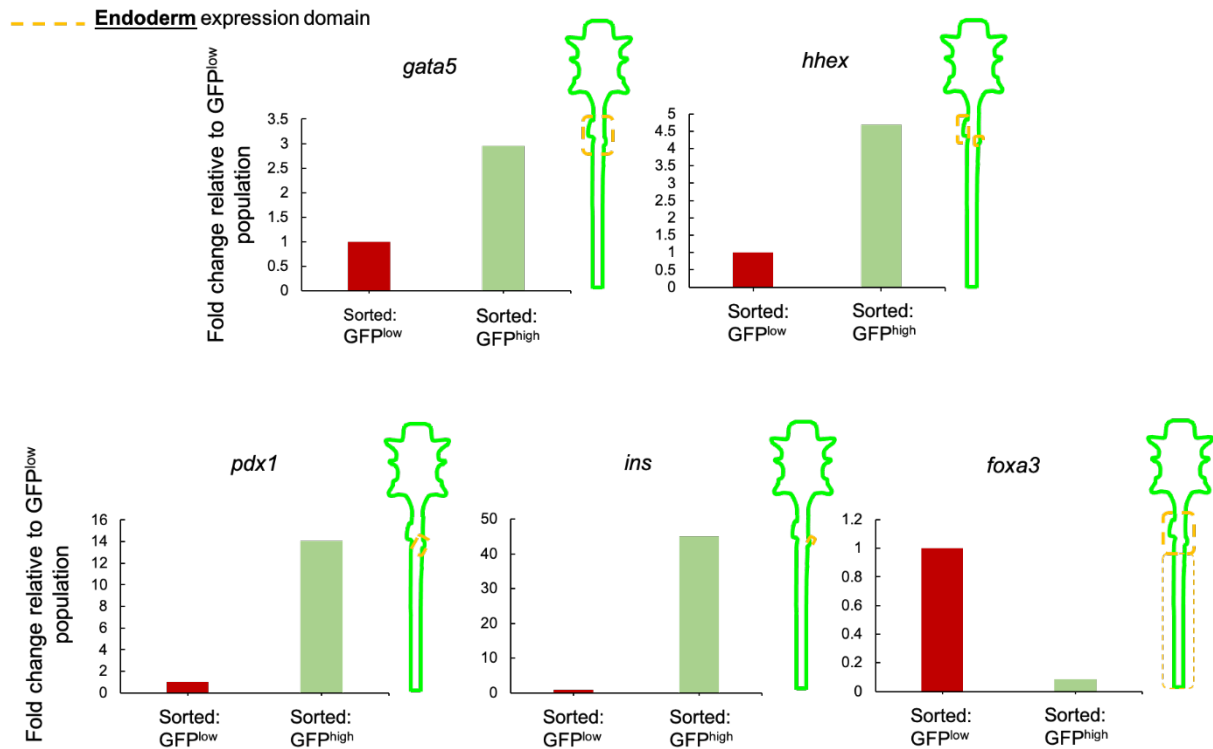 Endoderm expression domain
gata5
hhex
Fold change relative to GFPlow
population
3.5
3
2.5
2
1.5
1
0.5
0
Sorted:
GFPlow
Sorted:
GFPhigh
5
4.5
4
3.5
3
2.5
2
1.5
1
0.5
0
Sorted:
GFPlow
Sorted:
GFPhigh
pdx1
ins
foxa3
Fold change relative to GFPlow
population
16
14
12
10
8
6
4
2
0
Sorted:
GFPlow
Sorted:
GFPhigh
50
40
30
20
10
0
Sorted:
GFPlow
Sorted:
GFPhigh
1.2
1
0.8
0.6
0.4
0.2
0
Sorted:
GFPlow
Sorted:
GFPhigh